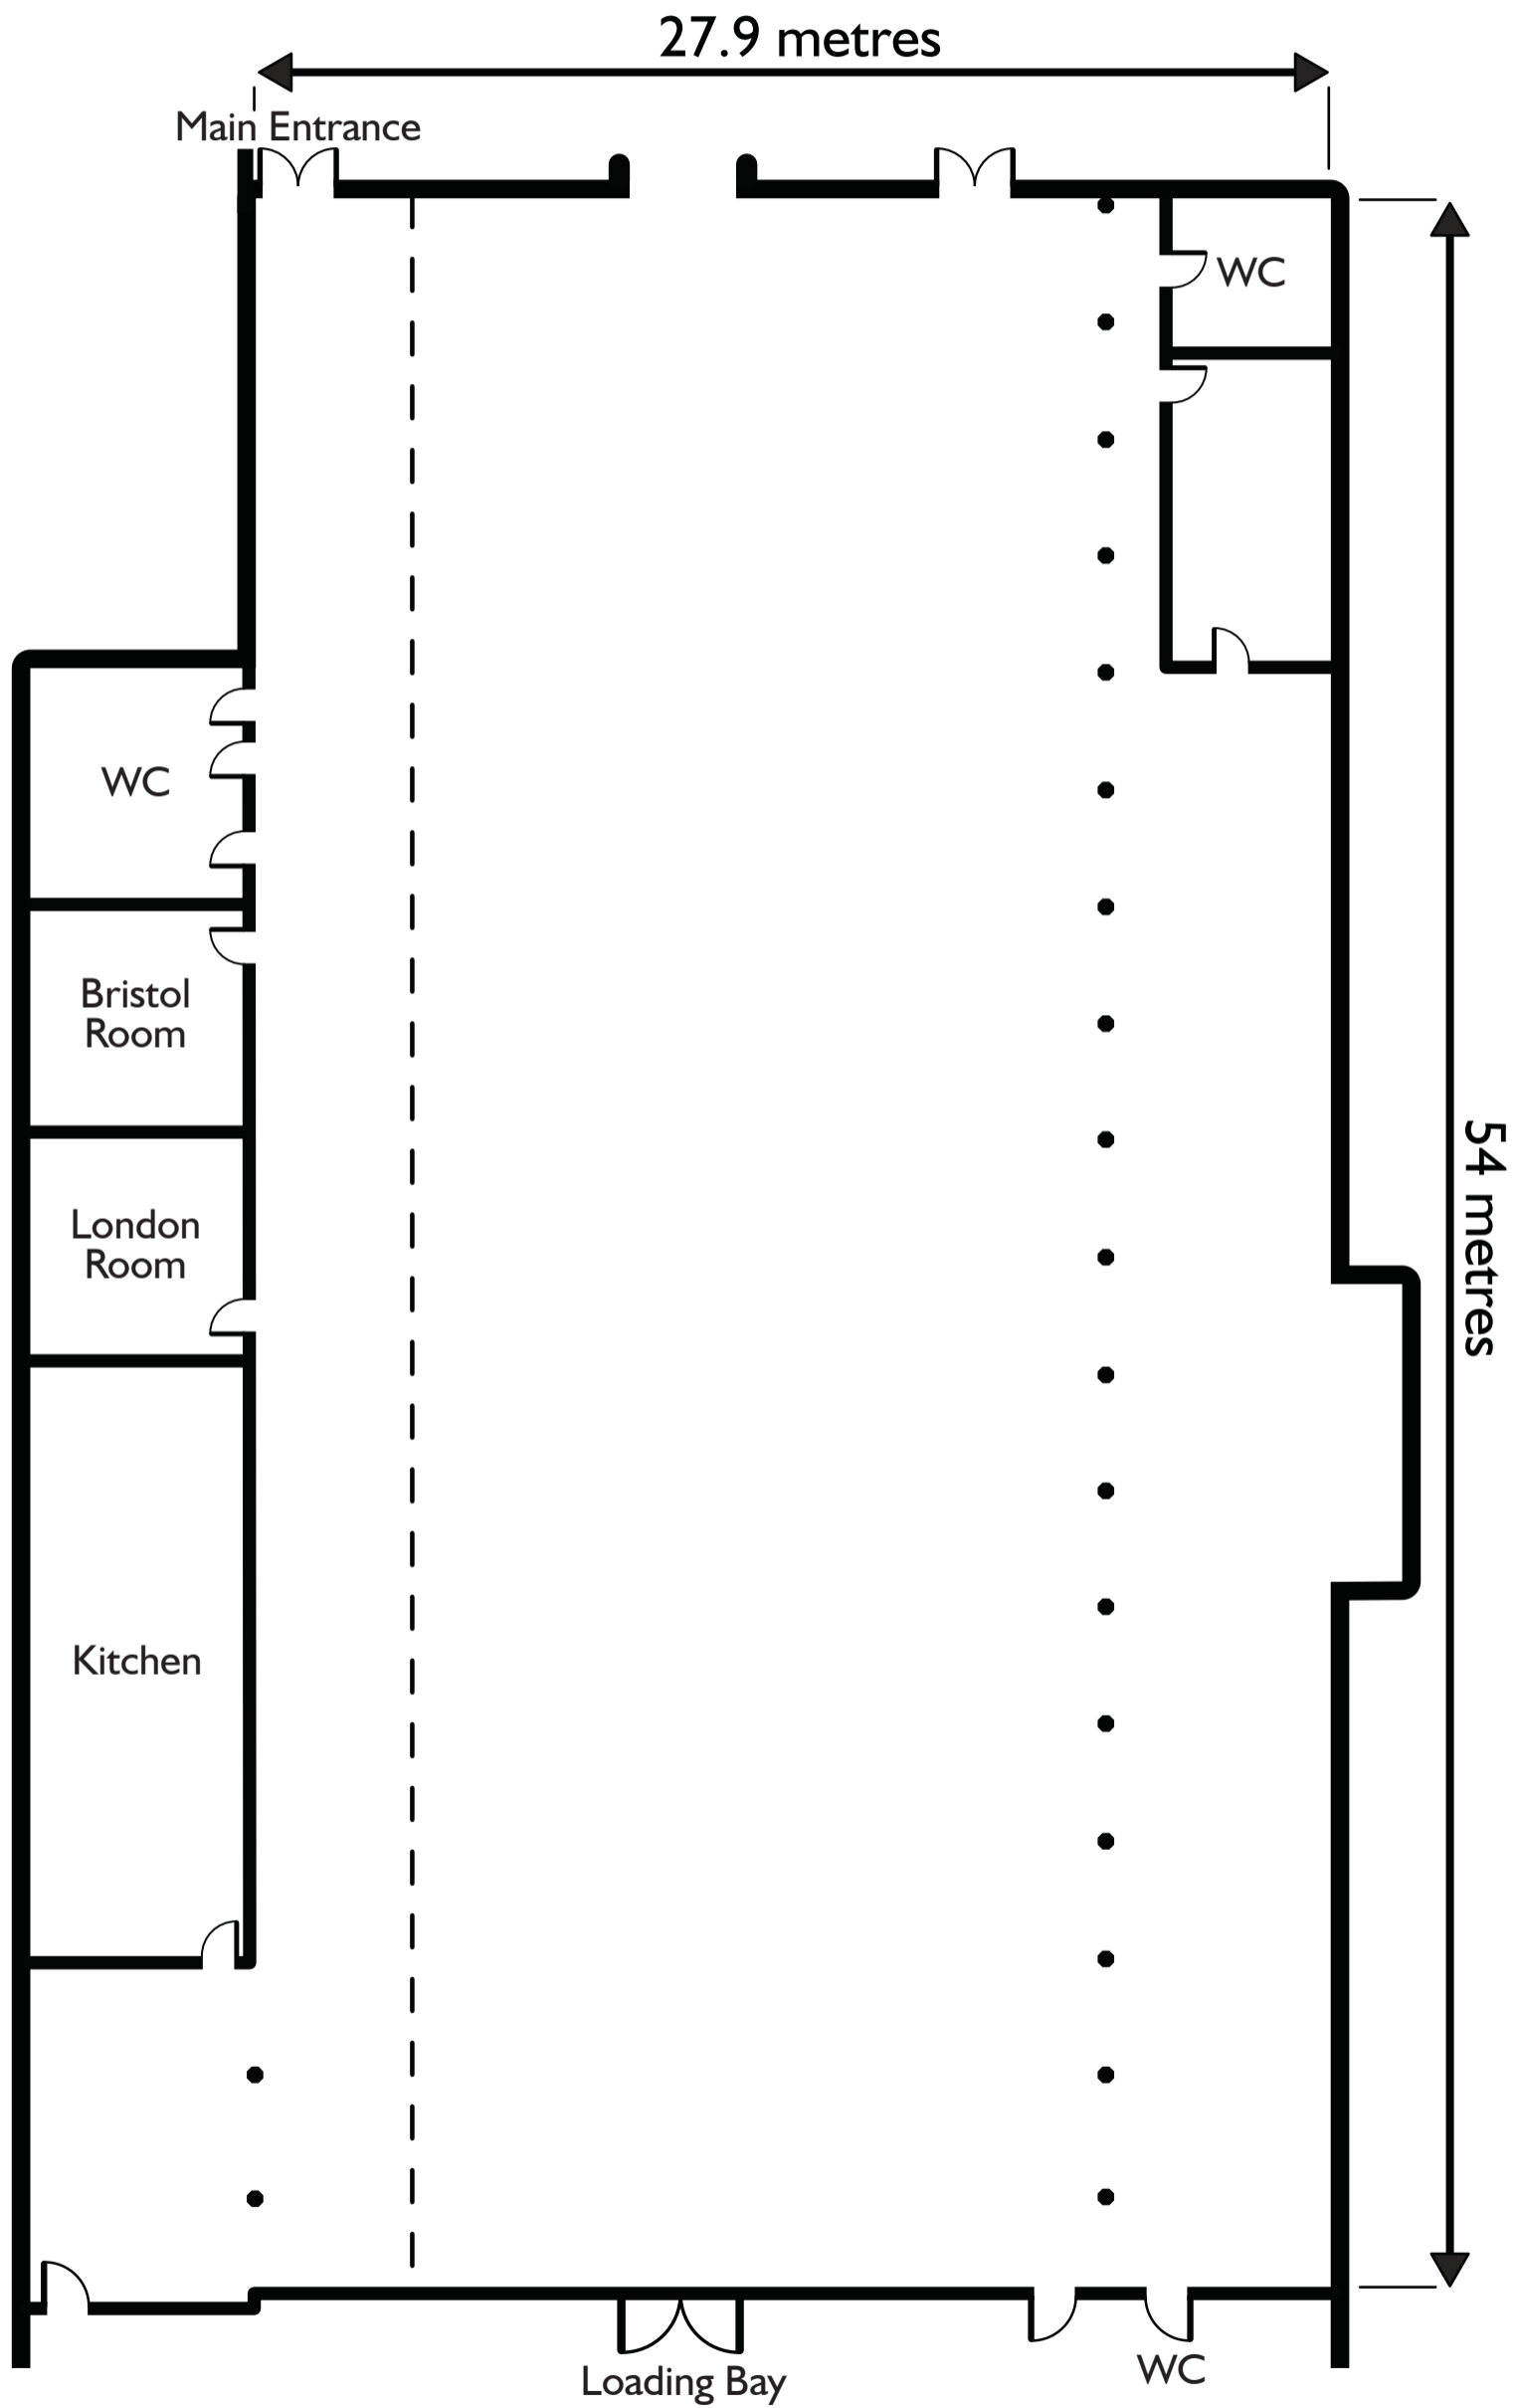 27.9 metres
Main Entrance
WC
WC
Bristol
Room
54 metres
London
Room
Kitchen
Loading Bay
WC